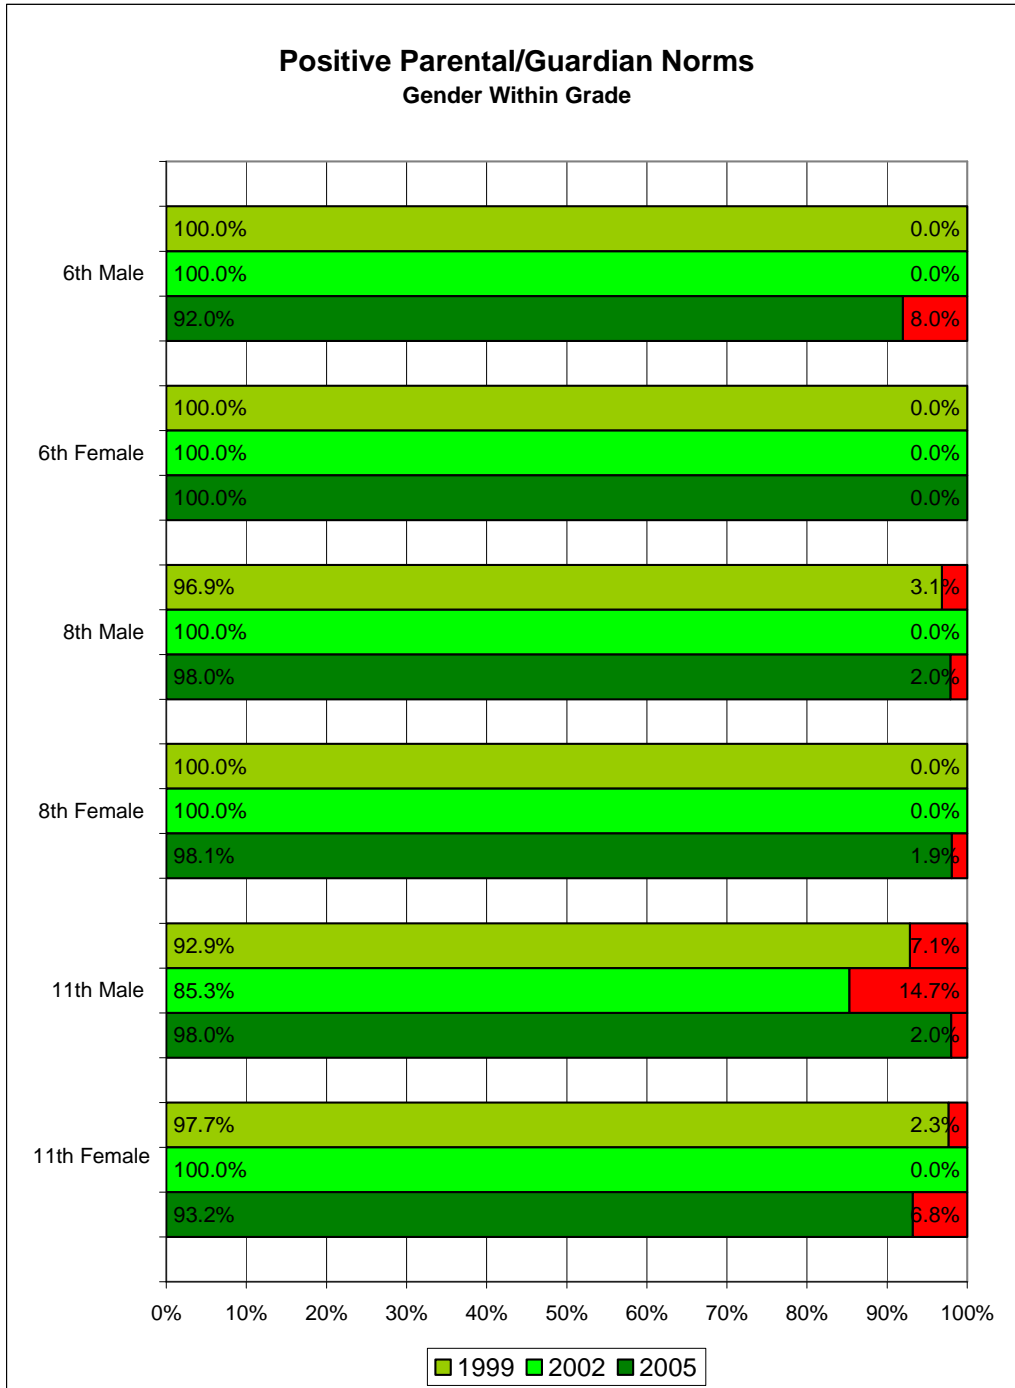 Positive Parental/Guardian Norms
Gender Within Grade
100.0% 0.0%
6th Male 100.0% 0.0%
92.0% 8.0%
100.0% 0.0%
6th Female 100.0% 0.0%
100.0% 0.0%
96.9% 3.1%
8th Male 100.0% 0.0%
98.0% 2.0%
100.0% 0.0%
8th Female 100.0% 0.0%
98.1% 1.9%
92.9% 7.1%
11th Male 85.3% 14.7%
98.0% 2.0%
97.7% 2.3%
11th Female 100.0% 0.0%
93.2% 6.8%
0% 10% 20% 30% 40% 50% 60% 70% 80% 90% 100%
1999 2002 2005